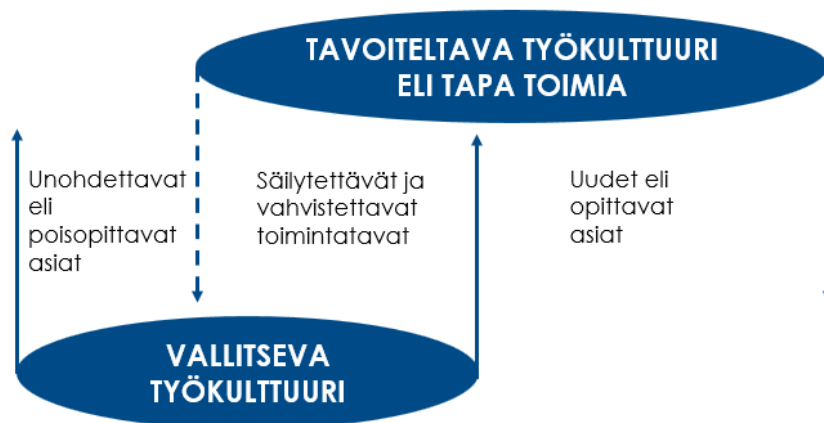 TAVOITELTAVA TYÖKULTTUURI
ELI TAPA TOIMIA
Unohdettavat
eli
poisopittavat
asiat
Säilytettävät ja
vahvistettavat
toimintatavat
Uudet eli
opittavat
asiat
VALLITSEVA
TYÖKULTTUURI